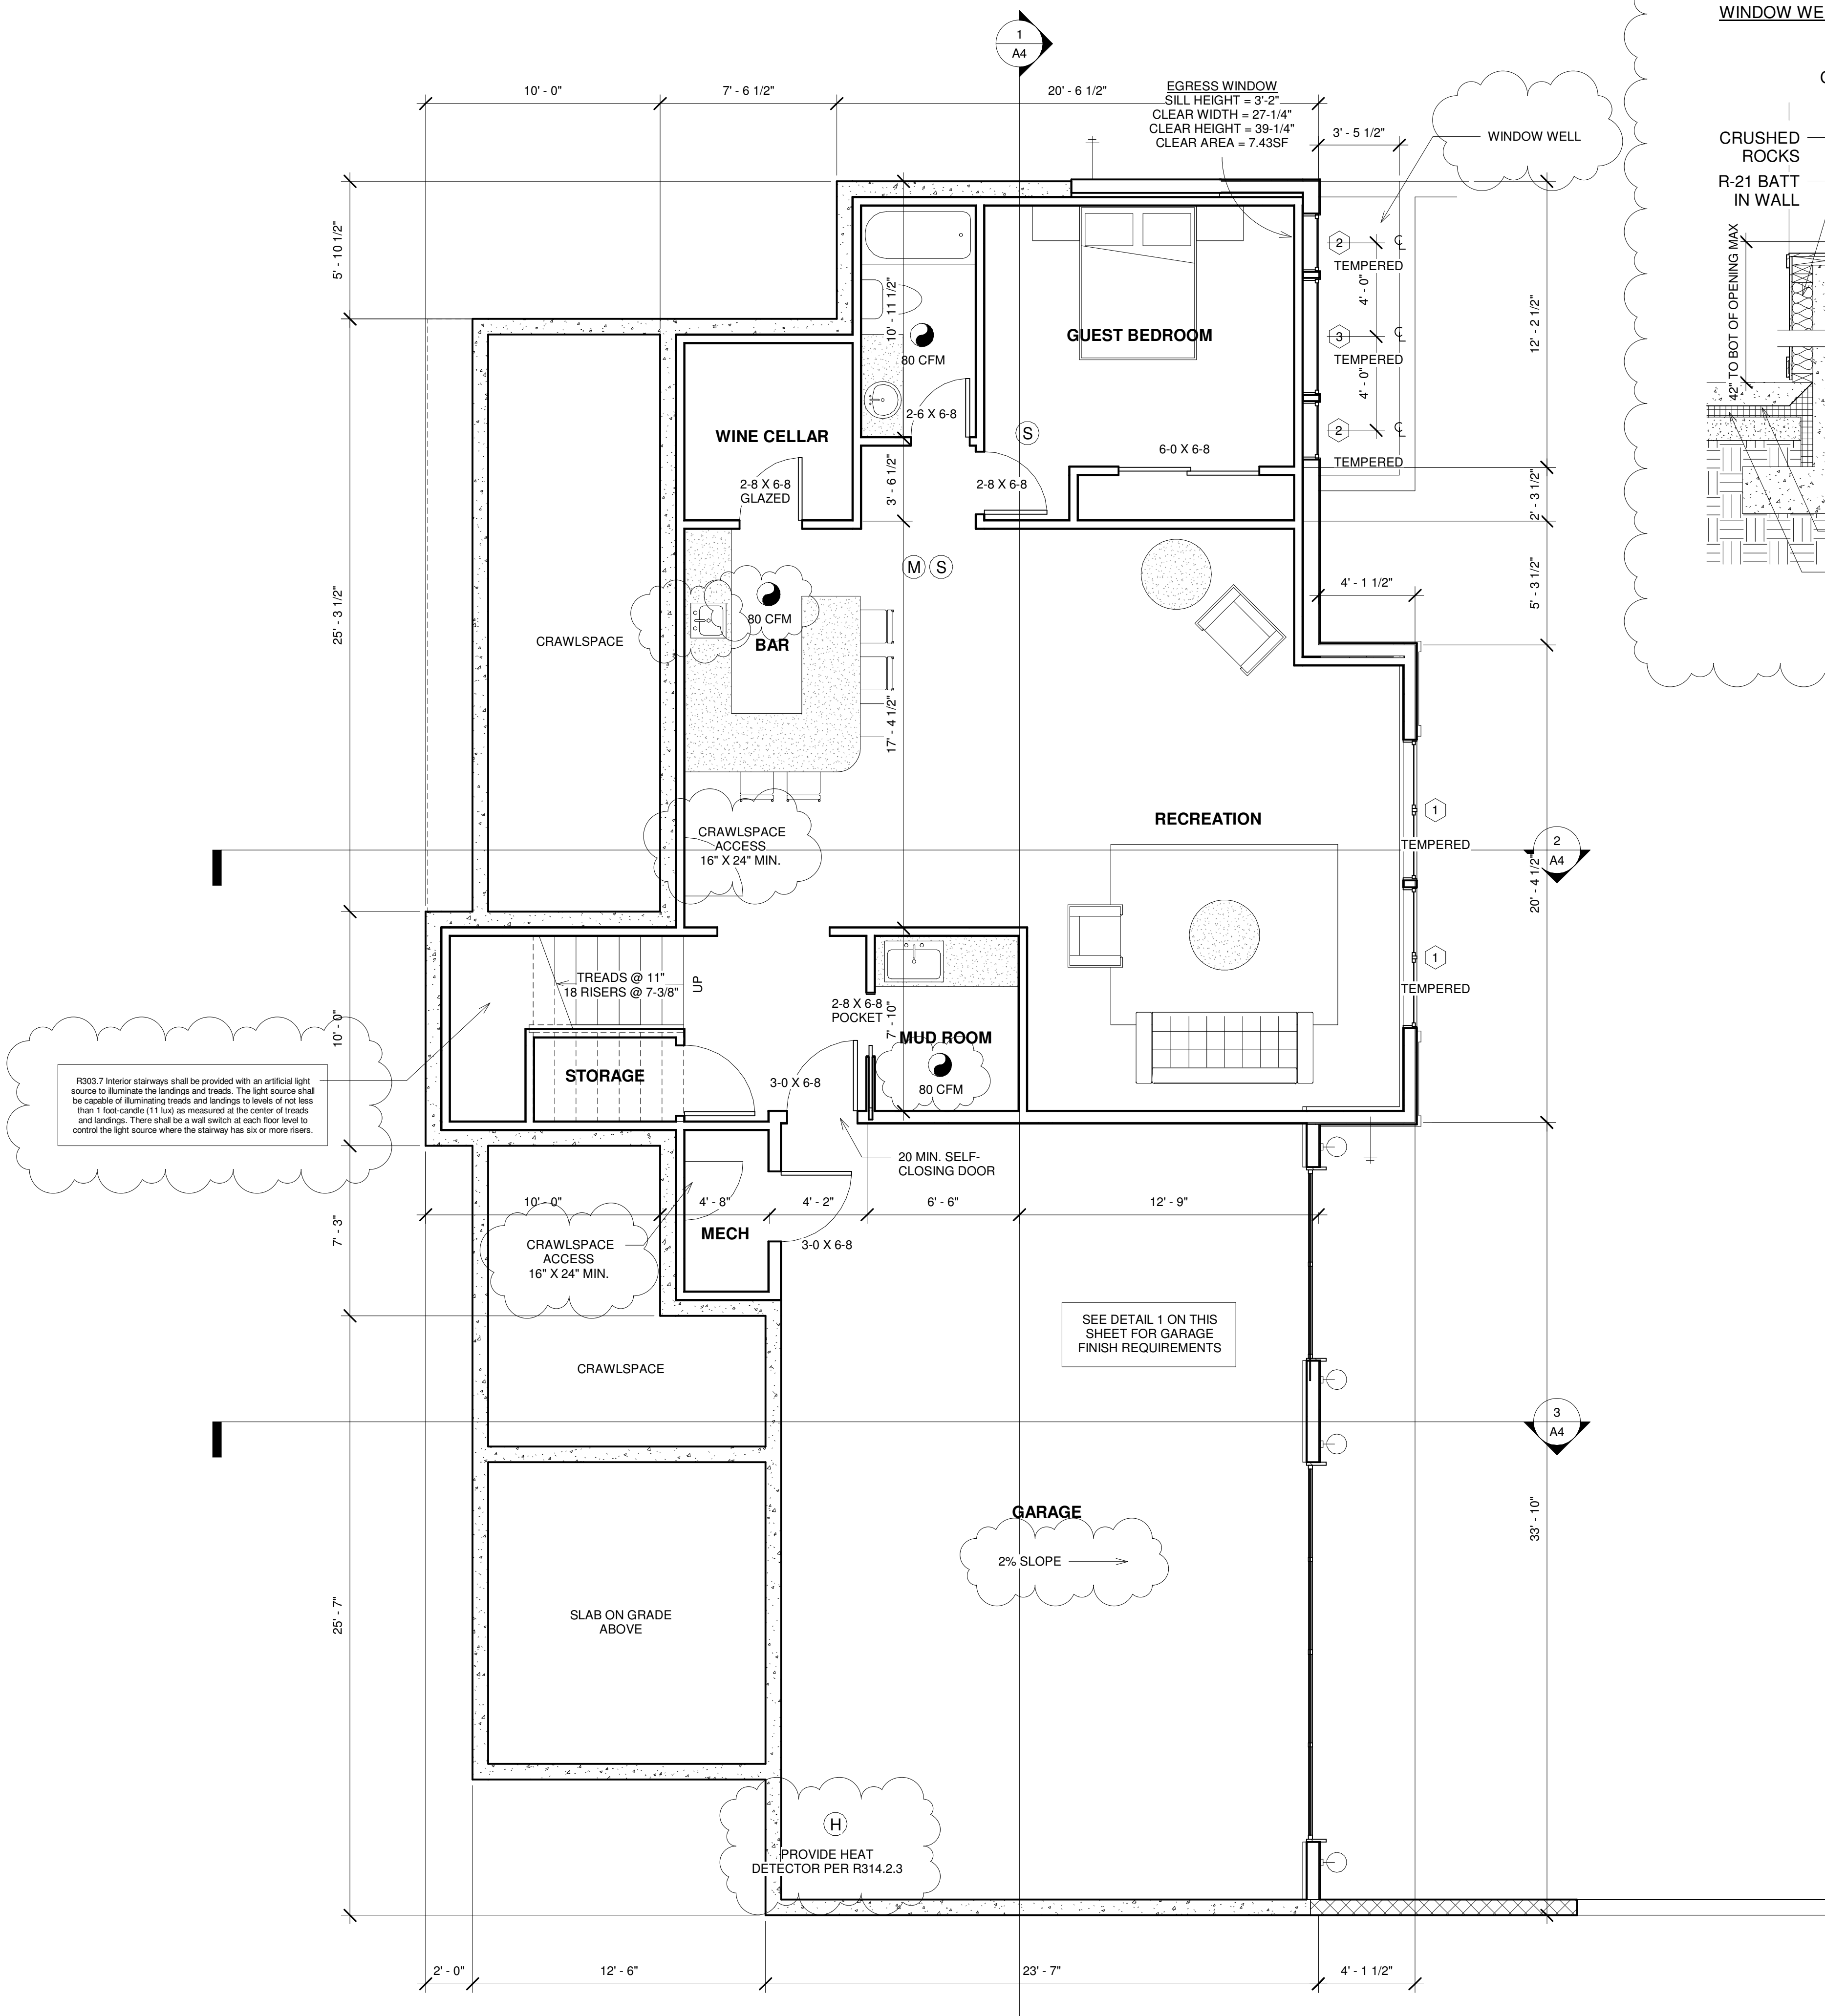 1
A4
WINDOW WE
10' - 0"
7' - 6 1/2"
20' - 6 1/2"
EGRESS WINDOW
SILL HEIGHT = 3'-2"
CLEAR WIDTH = 27-1/4"
CLEAR HEIGHT = 39-1/4"
CLEAR AREA = 7.43SF
3' - 5 1/2"
WINDOW WELL
CRUSHED
ROCKS
R-21 BATT
IN WALL
42" TO BOT OF OPENING MAX
5' - 10 1/2"
10' - 11 1/2"
80 CFM
GUEST BEDROOM
2
TEMPERED
4' - 0"
3
TEMPERED
4' - 0"
2
TEMPERED
12' - 2 1/2"
WINE CELLAR
2-6 X 6-8
S
6-0 X 6-8
2-8 X 6-8
GLAZED
3' - 6 1/2"
2-8 X 6-8
2' - 3 1/2"
M
S
5' - 3 1/2"
4' - 1 1/2"
25' - 3 1/2"
CRAWLSPACE
80 CFM
BAR
17' - 4 1/2"
CRAWLSPACE
ACCESS
16" X 24" MIN.
RECREATION
1
TEMPERED
2
A4
20' - 4 1/2"
1
TEMPERED
TREADS @ 11"
18 RISERS @ 7-3/8"
UP
2-8 X 6-8
POCKET
7' - 10"
MUD ROOM
80 CFM
10' - 0"
STORAGE
3-0 X 6-8
R303.7 Interior stairways shall be provided with an artificial light
source to illuminate the landings and treads. The light source shall
be capable of illuminating treads and landings to levels of not less
than 1 foot-candle (11 lux) as measured at the center of treads
and landings. There shall be a wall switch at each floor level to
control the light source where the stairway has six or more risers.
20 MIN. SELF-
CLOSING DOOR
10' - 0"
4' - 8"
4' - 2"
6' - 6"
12' - 9"
7' - 3"
MECH
3-0 X 6-8
CRAWLSPACE
ACCESS
16" X 24" MIN.
SEE DETAIL 1 ON THIS
SHEET FOR GARAGE
FINISH REQUIREMENTS
CRAWLSPACE
3
A4
GARAGE
2% SLOPE
33' - 10"
25' - 7"
SLAB ON GRADE
ABOVE
H
PROVIDE HEAT
DETECTOR PER R314.2.3
2' - 0"
12' - 6"
23' - 7"
4' - 1 1/2"